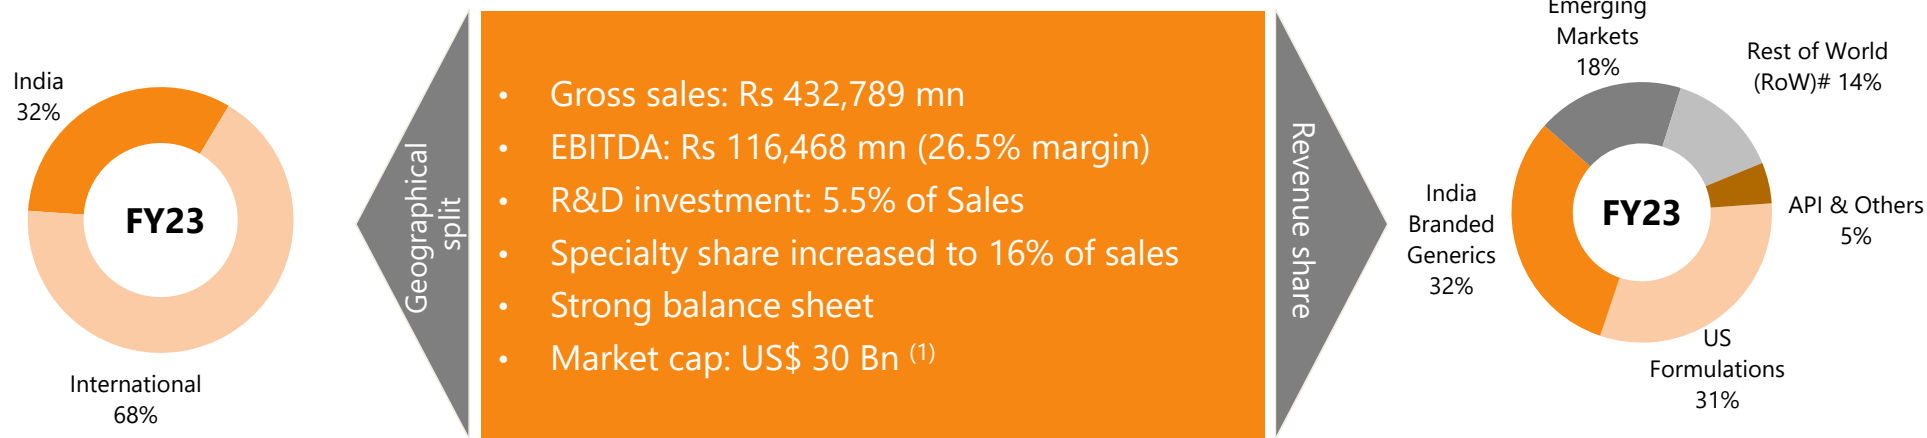 India
32%
FY23
International
68%
Geographical
split
• Gross sales: Rs 432,789 mn
• EBITDA: Rs 116,468 mn (26.5% margin)
• R&D investment: 5.5% of Sales
• Specialty share increased to 16% of sales
• Strong balance sheet
• Market cap: US$ 30 Bn (1)
Revenue share
Emerging
Markets
18%
Rest of World
(RoW)# 14%
India
Branded
Generics
32%
FY23
API & Others
5%
US
Formulations
31%